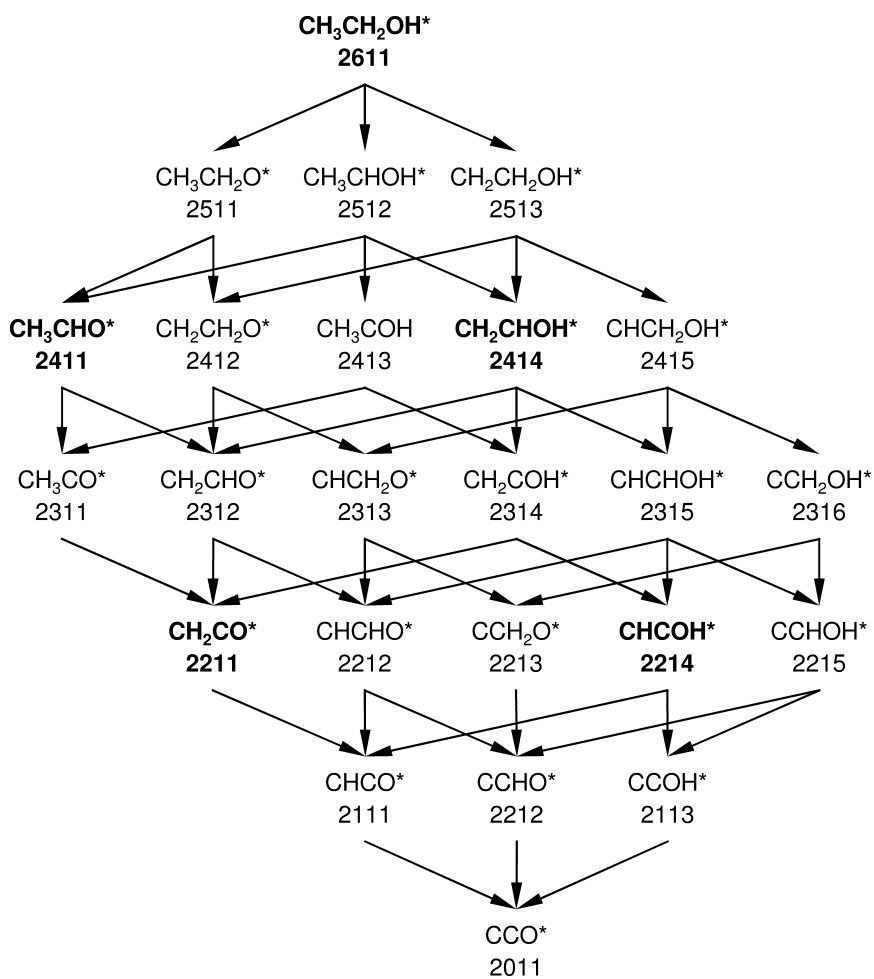 CH₃CH₂OH*
2611
CH₃CH₂O* CH₃CHOH* CH₂CH₂OH*
2511 2512 2513
CH₃CHO* CH₂CH₂O* CH₃COH CH₂CHOH* CHCH₂OH*
2411 2412 2413 2414 2415
CH₃CO* CH₂CHO* CHCH₂O* CH₂COH* CHCHOH* CCH₂OH*
2311 2312 2313 2314 2315 2316
CH₂CO* CHCHO* CCH₂O* CHCOH* CCHOH*
2211 2212 2213 2214 2215
CHCO* CCHO* CCOH*
2111 2212 2113
CCO*
2011